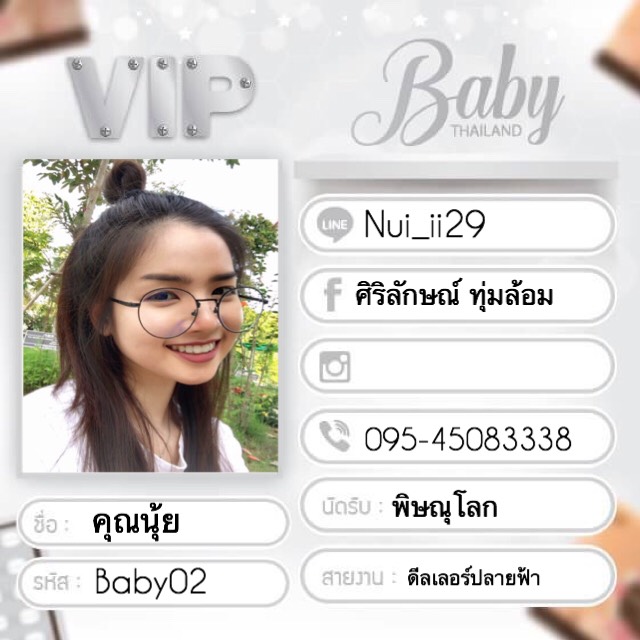 VIP
Baby
THAILAND
LINE Nui_ii29
f ศิริลักษณ์ ทุ่มล้อม
095-45083338
นัดรับ : พิษณุโลก
สายงาน : ดีลเลอร์ปลายฟ้า
ชื่อ : คุณนุ้ย
รหัส : Baby02